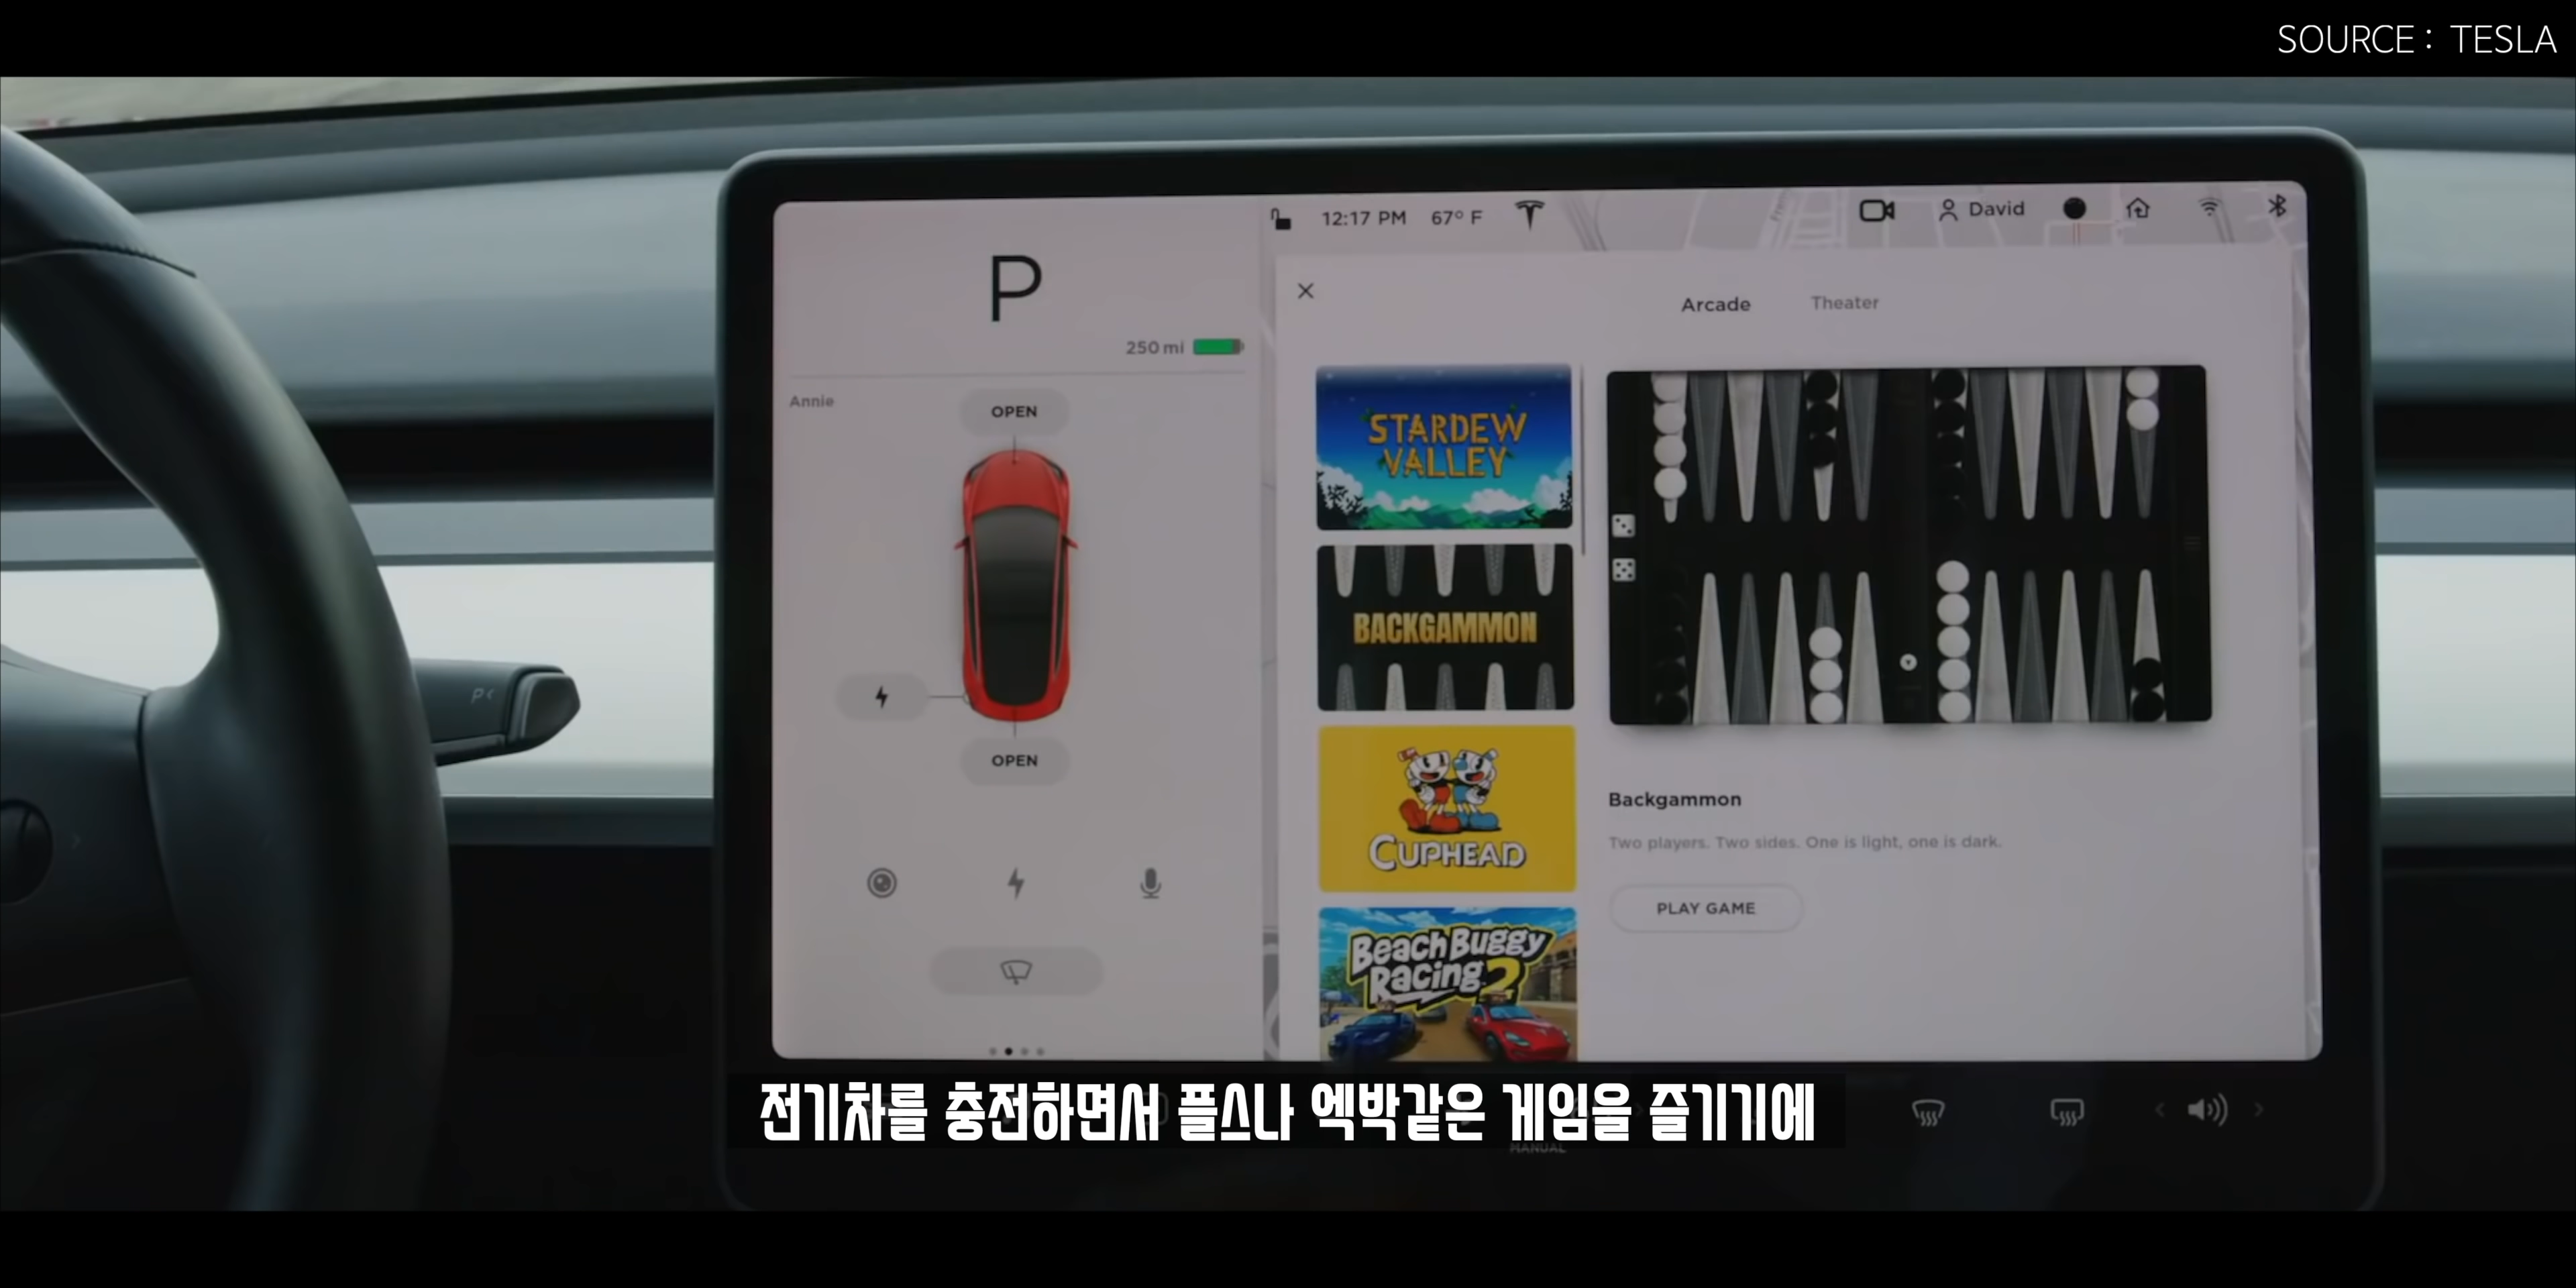 SOURCE : TESLA
12:17 PM 67° F David
P
250 mi
Annie
OPEN
OPEN
Arcade Theater
STARDEW
VALLEY
BACKGAMMON
CUPHEAD
Beach Buggy
Racing 2
Backgammon
Two players. Two sides. One is light, one is dark.
PLAY GAME
P<
전기차를 충전하면서 플스나 엑박같은 게임을 즐기기에
MANUAL